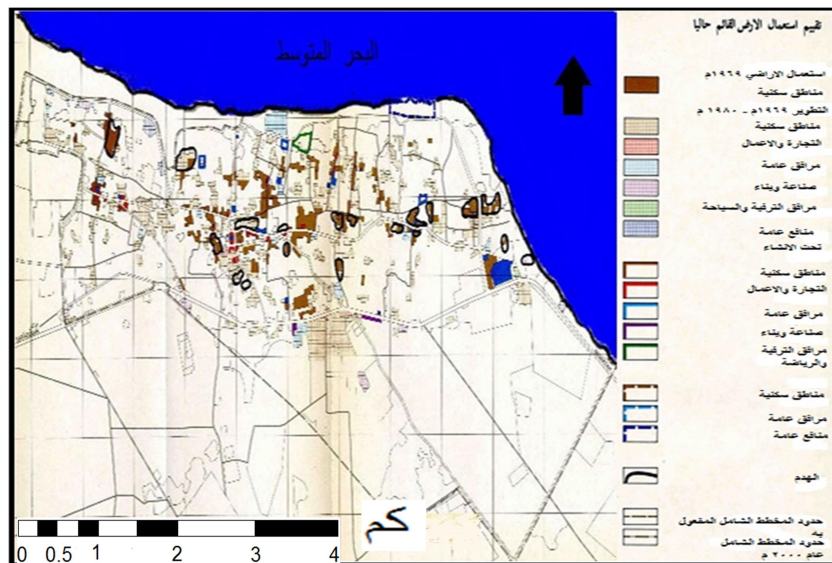 البحر المتوسط
تقييم استعمال الارض القائم حاليا
استعمال الاراضي ١٩٦٩م
مناطق سكنية
التطوير ١٩٦٩م - ١٩٨٠ م
مناطق سكنية
التجارة والاعمال
مرافق عامة
صناعة وبناء
مرافق الترفية والسياحة
منافع عامة
تحت الانشاء
مناطق سكنية
التجارة والاعمال
مرافق عامة
صناعة وبناء
مرافق الترفية
والرياضة
مناطق سكنية
مرافق عامة
منافع عامة
الهدم
حدود المخطط الشامل المفعول
به
حدود المخطط الشامل
عام ٢٠٠٠ م
كم
0 0.5 1 2 3 4